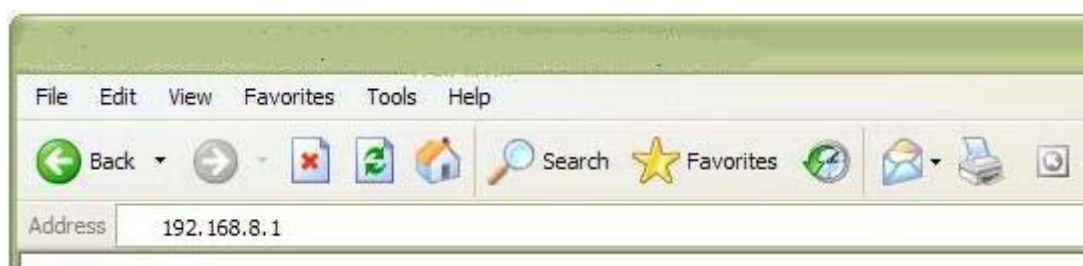 File Edit View Favorites Tools Help
Back Search Favorites
Address 192.168.8.1